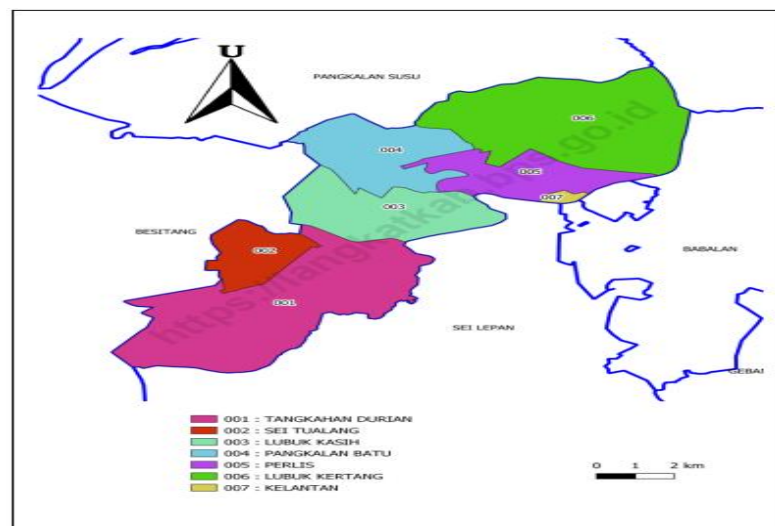 U
PANGKALAN SUSU
006
004
005
007
003
BESITANG
002
BABALAN
001
SEI LEPAN
GEBA
https://langkatkab.bps.go.id
001 : TANGKAHAN DURIAN
002 : SEI TUALANG
003 : LUBUK KASIH
004 : PANGKALAN BATU
005 : PERLIS
006 : LUBUK KERTANG
007 : KELANTAN
0 1 2 km